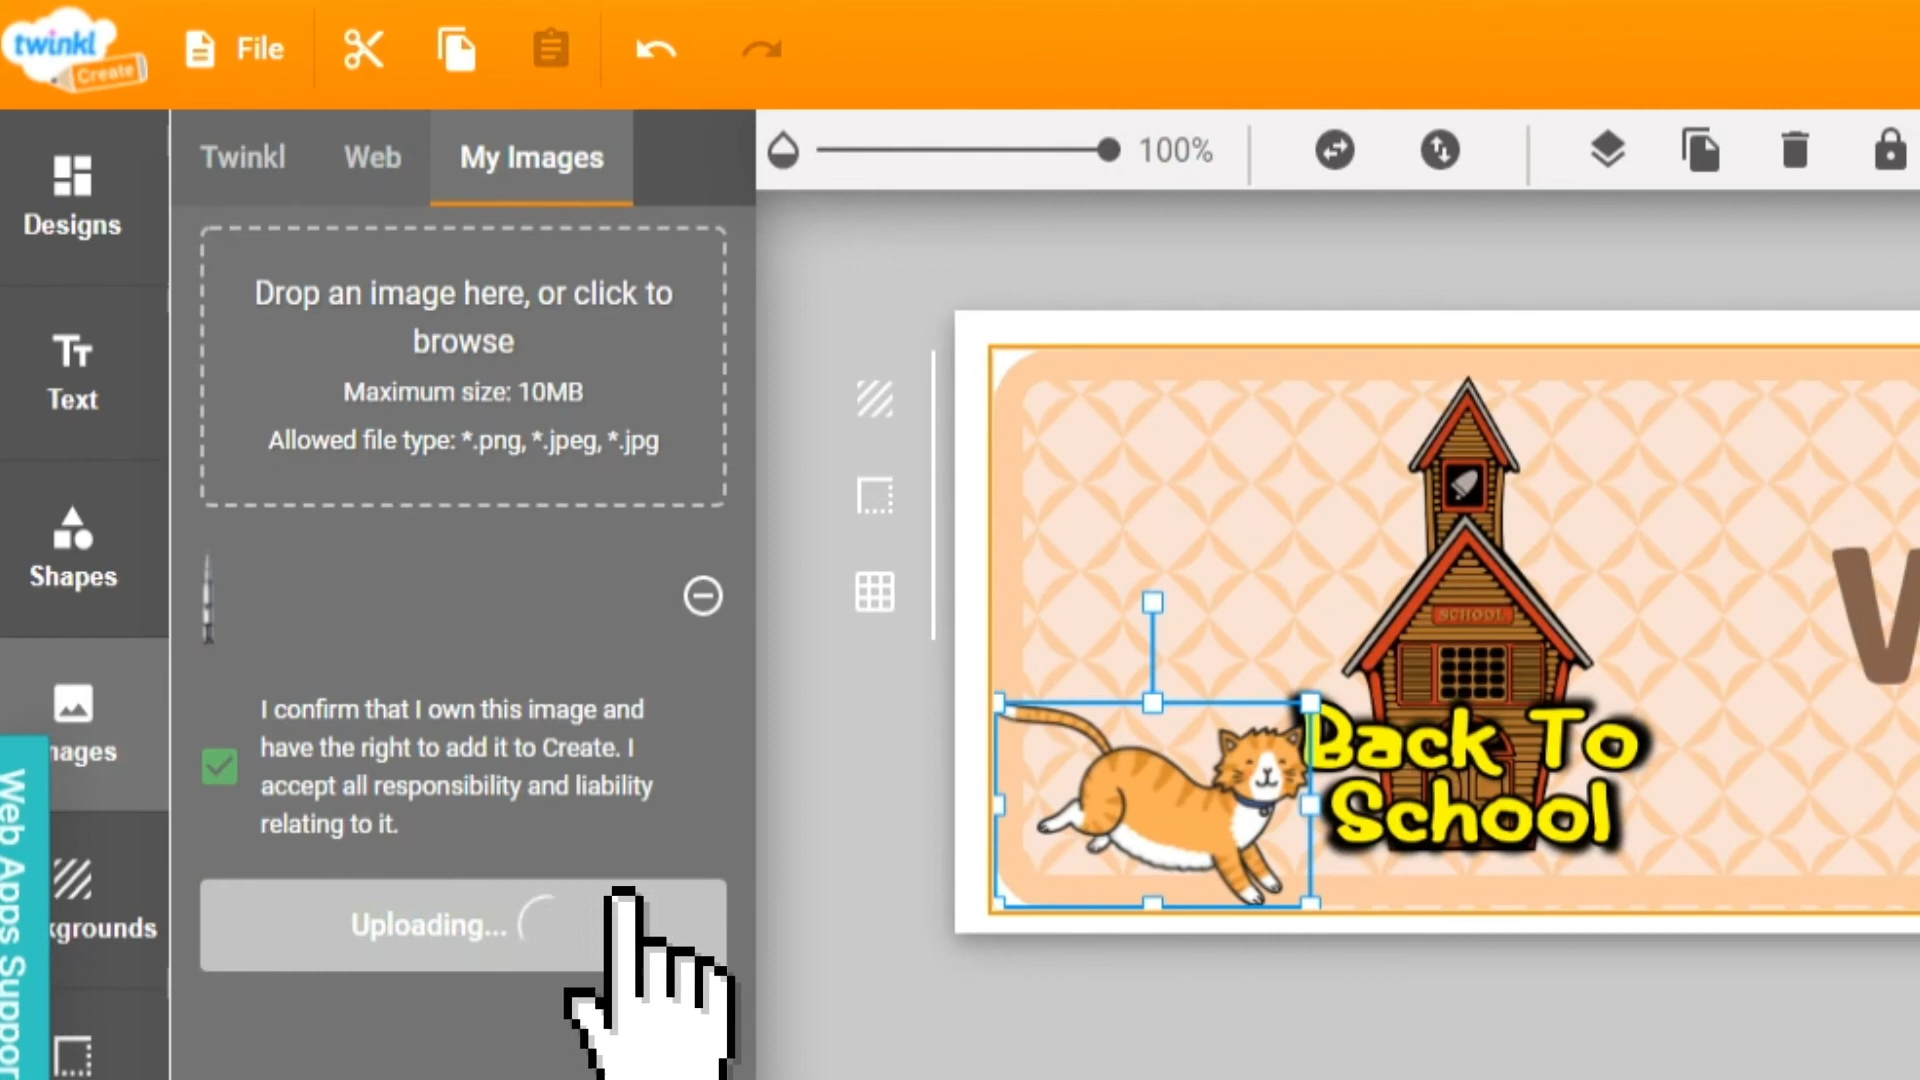 twinkl
Create
File
Twinkl
Web
My Images
100%
Designs
Text
Shapes
mages
kgrounds
Web Apps Suppor
Drop an image here, or click to
browse
Maximum size: 10MB
Allowed file type: *.png, *.jpeg, *.jpg
I confirm that I own this image and
have the right to add it to Create. I
accept all responsibility and liability
relating to it.
Uploading...
SCHOOL
Back To
School
W